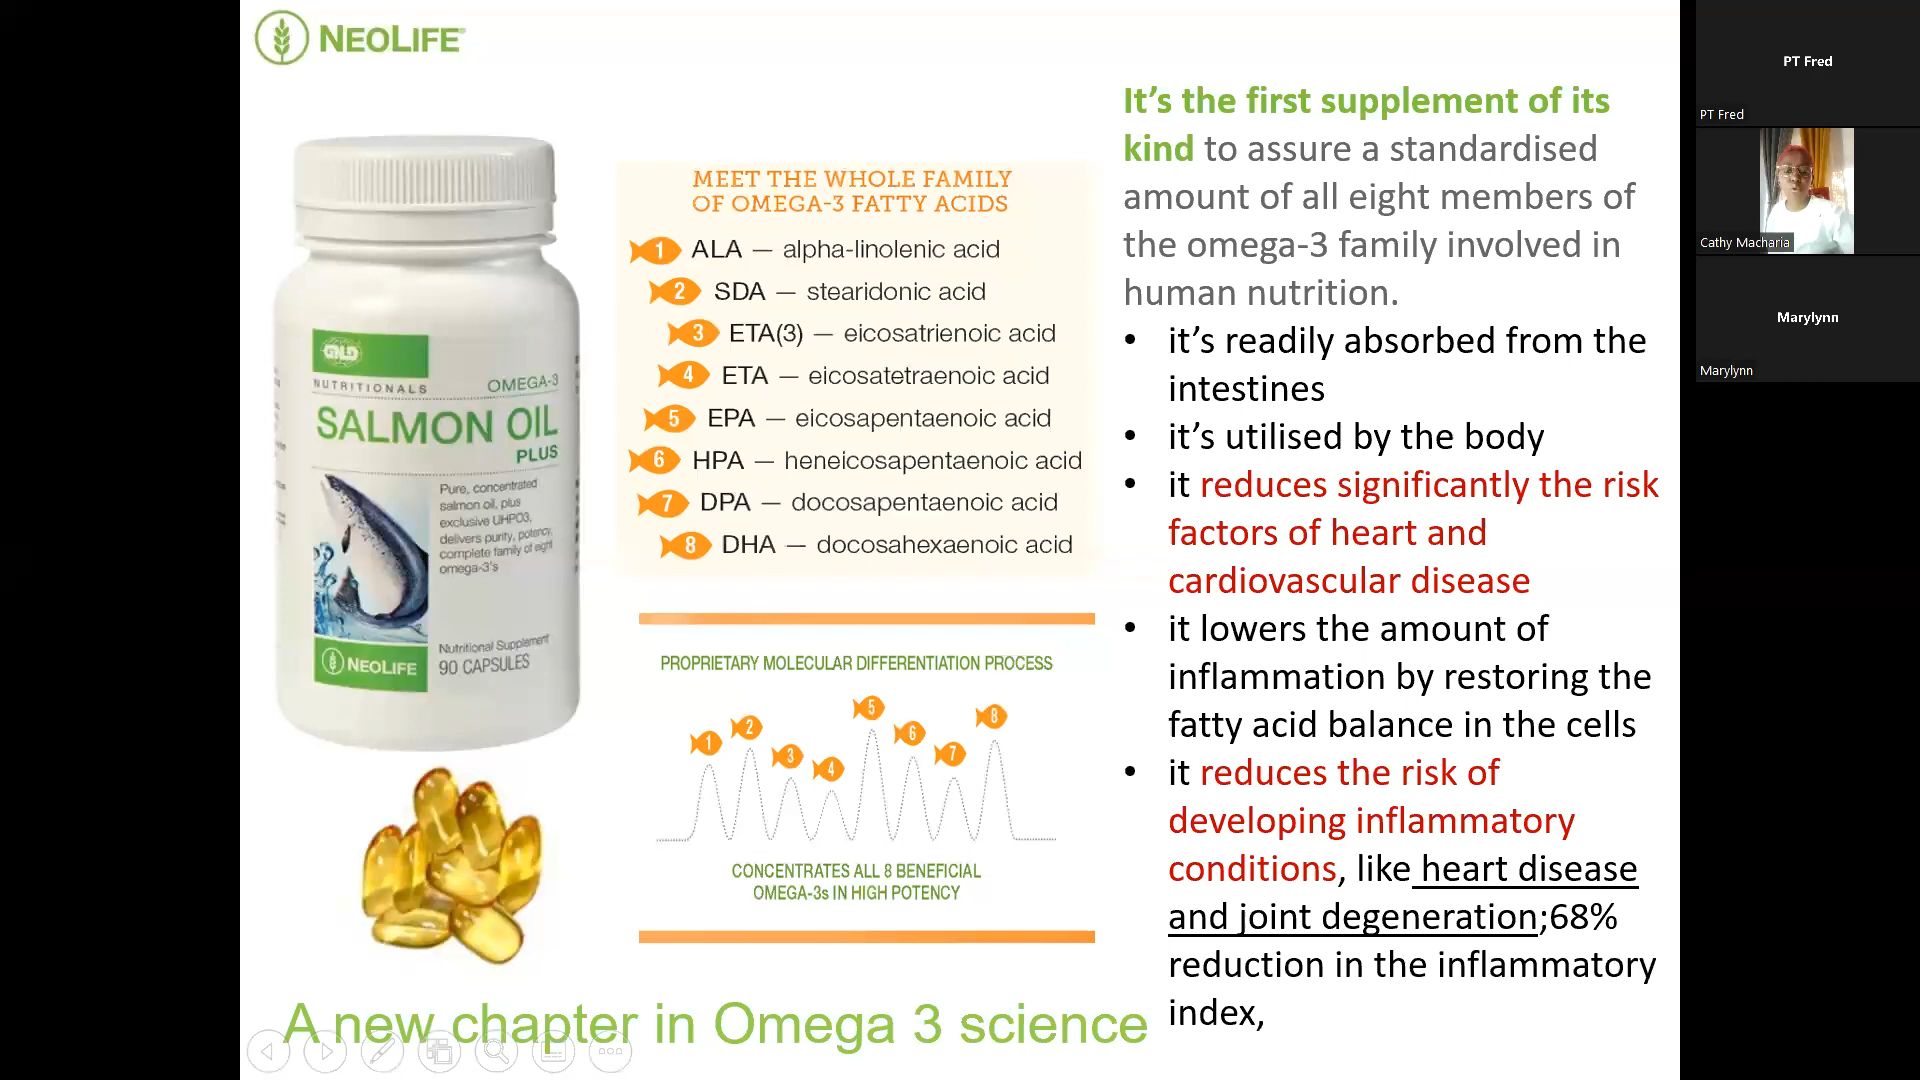 NEOLIFE
GNLD
NUTRITIONALS
OMEGA-3
SALMON OIL
PLUS
Pure, concentrated
salmon oil, plus
exclusive UHPO3,
delivers purity, potency,
complete family of eight
omega-3's
Nutritional Supplement
90 CAPSULES
NEOLIFE
MEET THE WHOLE FAMILY
OF OMEGA-3 FATTY ACIDS
1 ALA — alpha-linolenic acid
2 SDA — stearidonic acid
3 ETA(3) — eicosatrienoic acid
4 ETA — eicosatetraenoic acid
5 EPA — eicosapentaenoic acid
6 HPA — heneicosapentaenoic acid
7 DPA — docosapentaenoic acid
8 DHA — docosahexaenoic acid
PROPRIETARY MOLECULAR DIFFERENTIATION PROCESS
1 2 3 4 5 6 7 8
CONCENTRATES ALL 8 BENEFICIAL
OMEGA-3s IN HIGH POTENCY
A new chapter in Omega 3 science
It’s the first supplement of its
kind to assure a standardised
amount of all eight members of
the omega-3 family involved in
human nutrition.
• it’s readily absorbed from the
intestines
• it’s utilised by the body
• it reduces significantly the risk
factors of heart and
cardiovascular disease
• it lowers the amount of
inflammation by restoring the
fatty acid balance in the cells
• it reduces the risk of
developing inflammatory
conditions, like heart disease
and joint degeneration;68%
reduction in the inflammatory
index,
PT Fred
PT Fred
Cathy Macharia
Marylynn
Marylynn